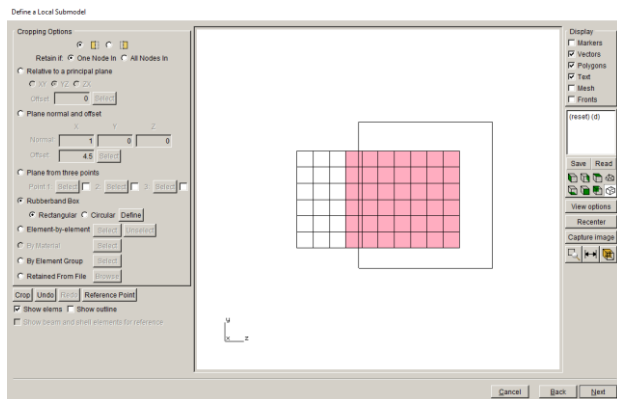 Define a Local Submodel
Cropping Options
Retain if: One Node In All Nodes In
Relative to a principal plane
XY YZ ZX
Offset 0 Select
Plane normal and offset
X Y Z
Normal 1 0 0
Offset 4.5 Select
Plane from three points
Point 1: Select 2: Select 3: Select
Rubberband Box
Rectangular Circular Define
Element-by-element Select Unselect
By Material Select
By Element Group Select
Retained From File Browse
Crop Undo Redo Reference Point
Show elems Show outline
Show beam and shell elements for reference
y
x z
Display
Markers
Vectors
Polygons
Text
Mesh
Fronts
(reset) (d)
Save Read
View options
Recenter
Capture image
Cancel Back Next